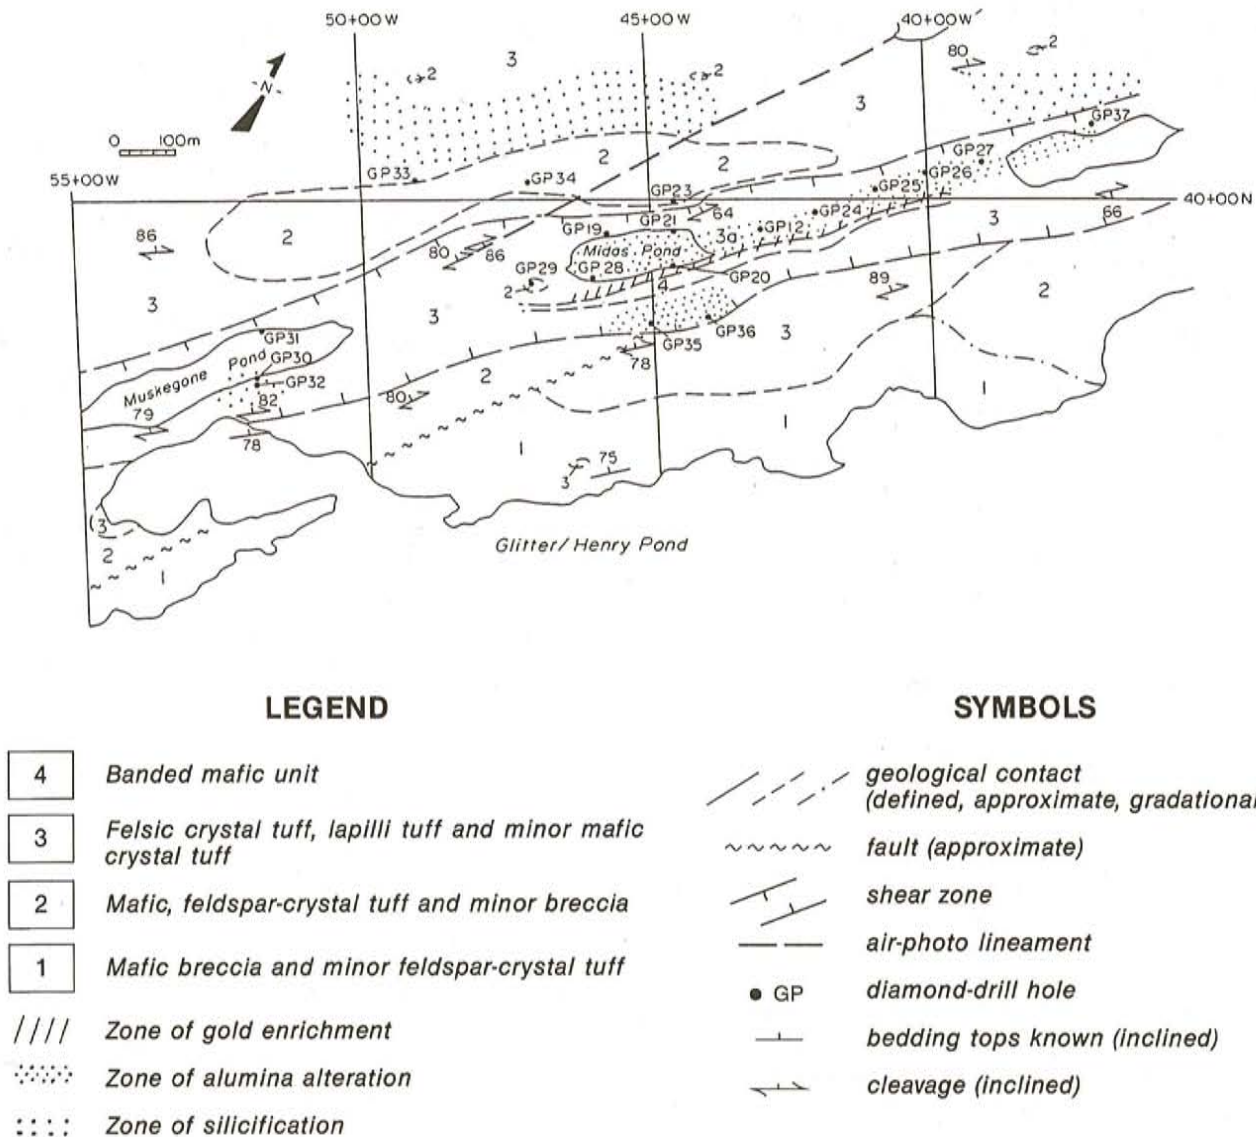 50+00 W
45+00W
40+00W
N
0 100m
55+00W
40+00N
3
2
2
80
2
3
3
GP37
2
2
GP33
GP34
GP27
GP26
GP23
GP25
64
GP24
3
66
86
2
GP19
GP21
3a
GP12
80
86
Midas Pond
GP29
GP28
GP20
2
4
89
2
3
3
GP36
3
GP31
GP35
78
Muskegone Pond
GP30
GP32
2
1
79
82
80
78
1
1
75
3
3
2
1
Glitter/Henry Pond
LEGEND
4 Banded mafic unit
3 Felsic crystal tuff, lapilli tuff and minor mafic
crystal tuff
2 Mafic, feldspar-crystal tuff and minor breccia
1 Mafic breccia and minor feldspar-crystal tuff
Zone of gold enrichment
Zone of alumina alteration
Zone of silicification
SYMBOLS
geological contact
(defined, approximate, gradational
fault (approximate)
shear zone
air-photo lineament
GP diamond-drill hole
bedding tops known (inclined)
cleavage (inclined)